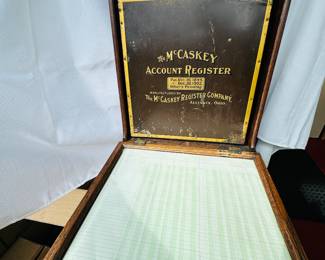 The McCaskey
Account Register
Manufactured by
The McCaskey Register Company,
Alliance, Ohio.